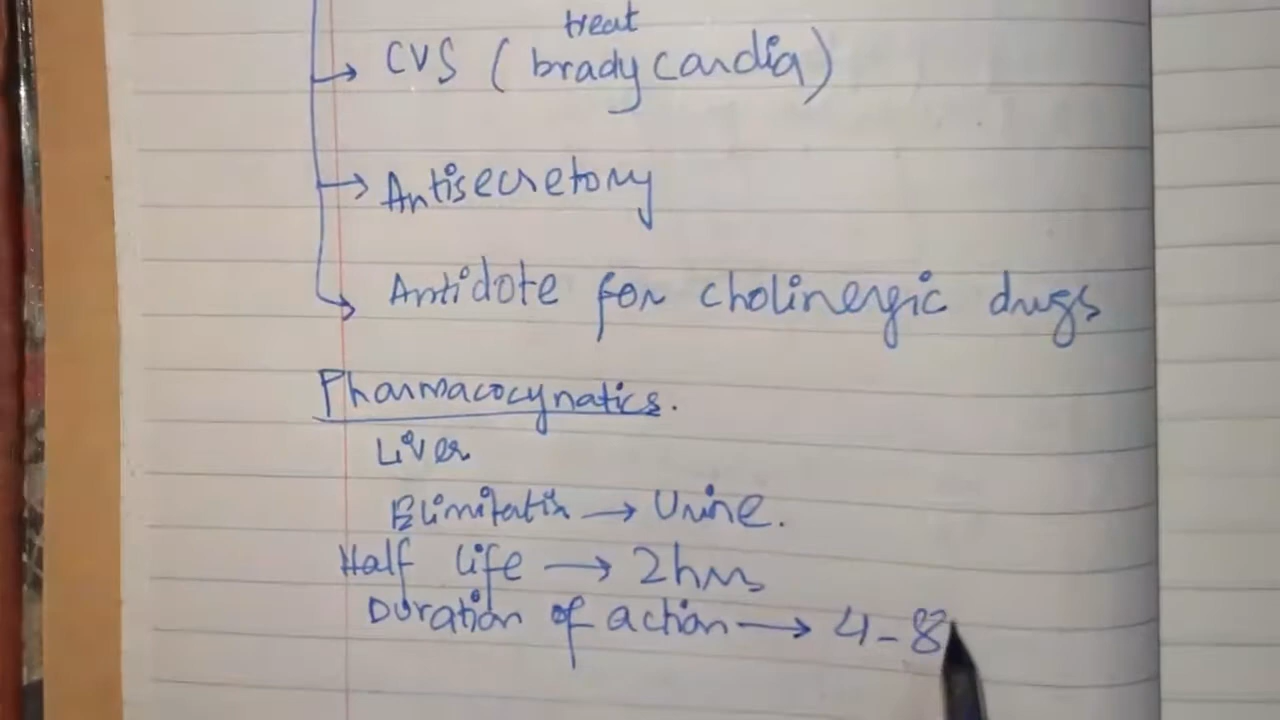 treat
→ CVS (bradycardia)
→ Antisecretory
→ Antidote for cholinergic drugs
Pharmacocynatics.
Liver
→ Urine.
Half life → 2hrs
Duration of action → 4-8